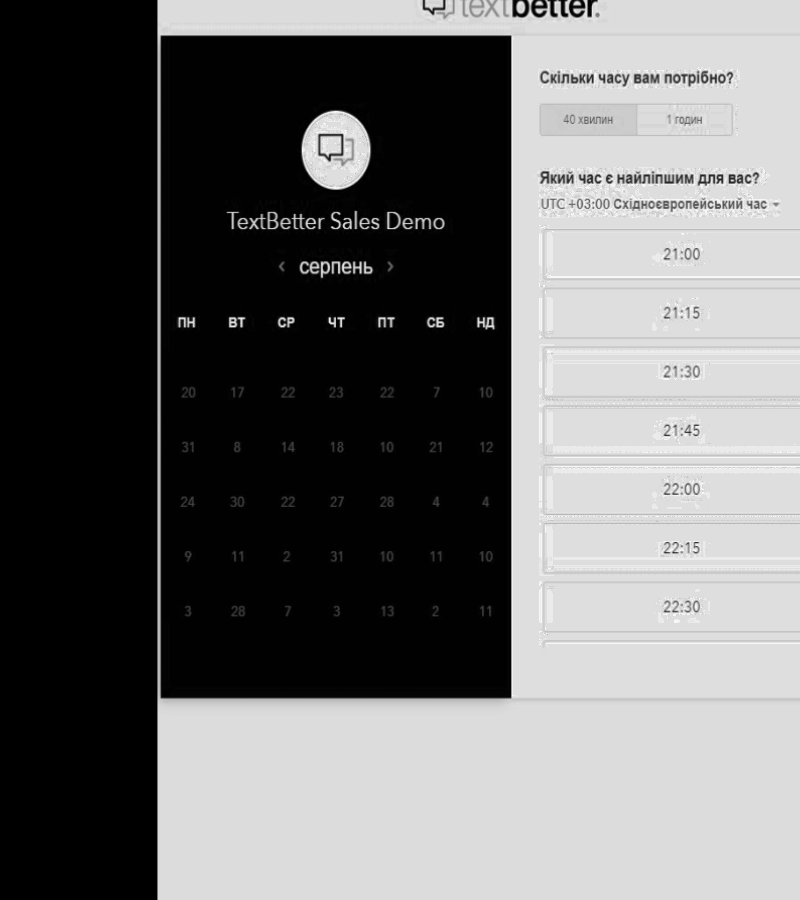 textbetter.
TextBetter Sales Demo
‹ серпень ›
ПН ВТ СР ЧТ ПТ СБ НД
20 17 22 23 22 7 10
31 8 14 18 10 21 12
24 30 22 27 28 4 4
9 11 2 31 10 11 10
3 28 7 3 13 2 11
Скільки часу вам потрібно?
40 хвилин 1 годин
Який час є найліпшим для вас?
UTC +03:00 Східноєвропейський час
21:00
21:15
21:30
21:45
22:00
22:15
22:30